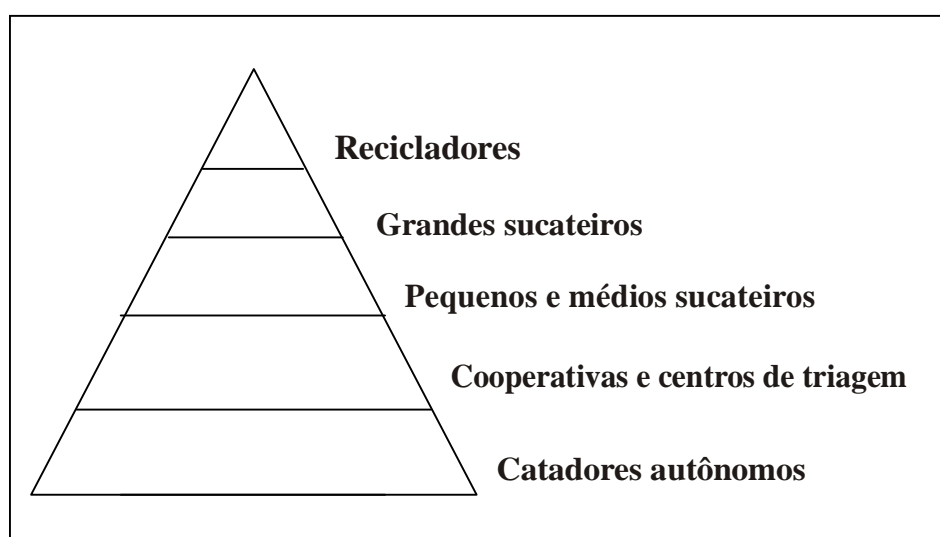 Recicladores
Grandes sucateiros
Pequenos e médios sucateiros
Cooperativas e centros de triagem
Catadores autônomos